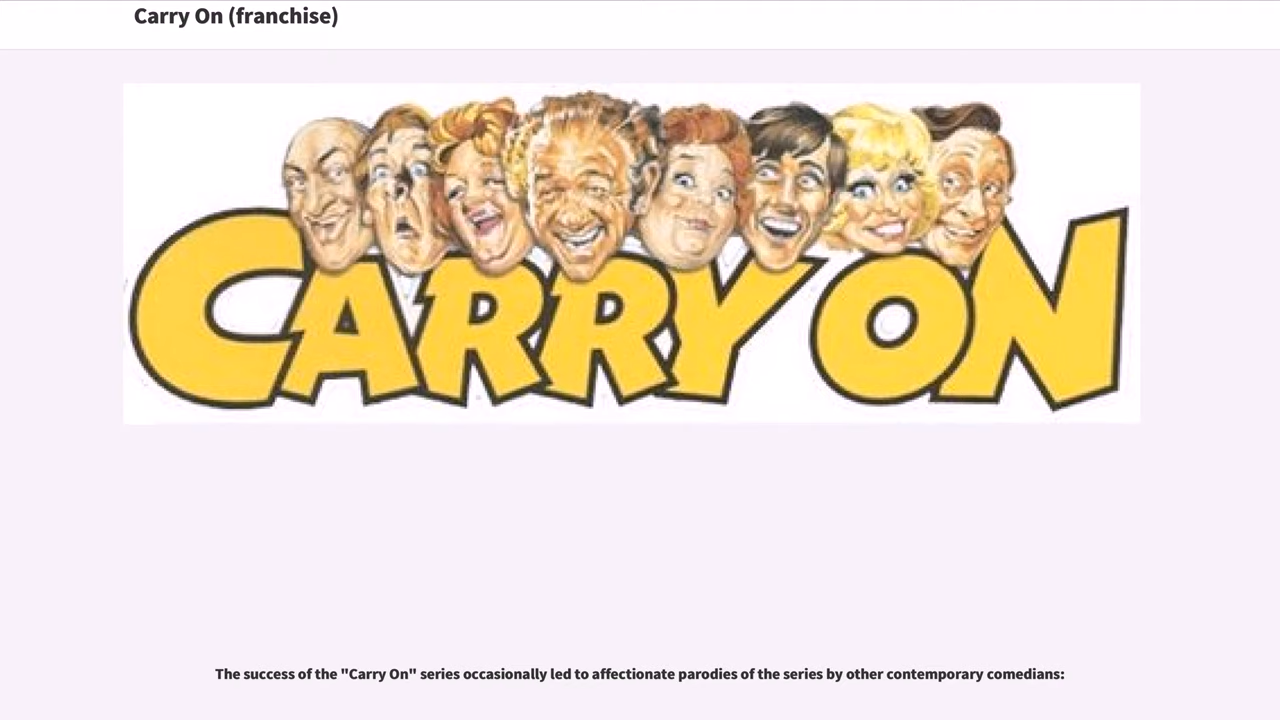 Carry On (franchise)
CARRY ON
The success of the "Carry On" series occasionally led to affectionate parodies of the series by other contemporary comedians: